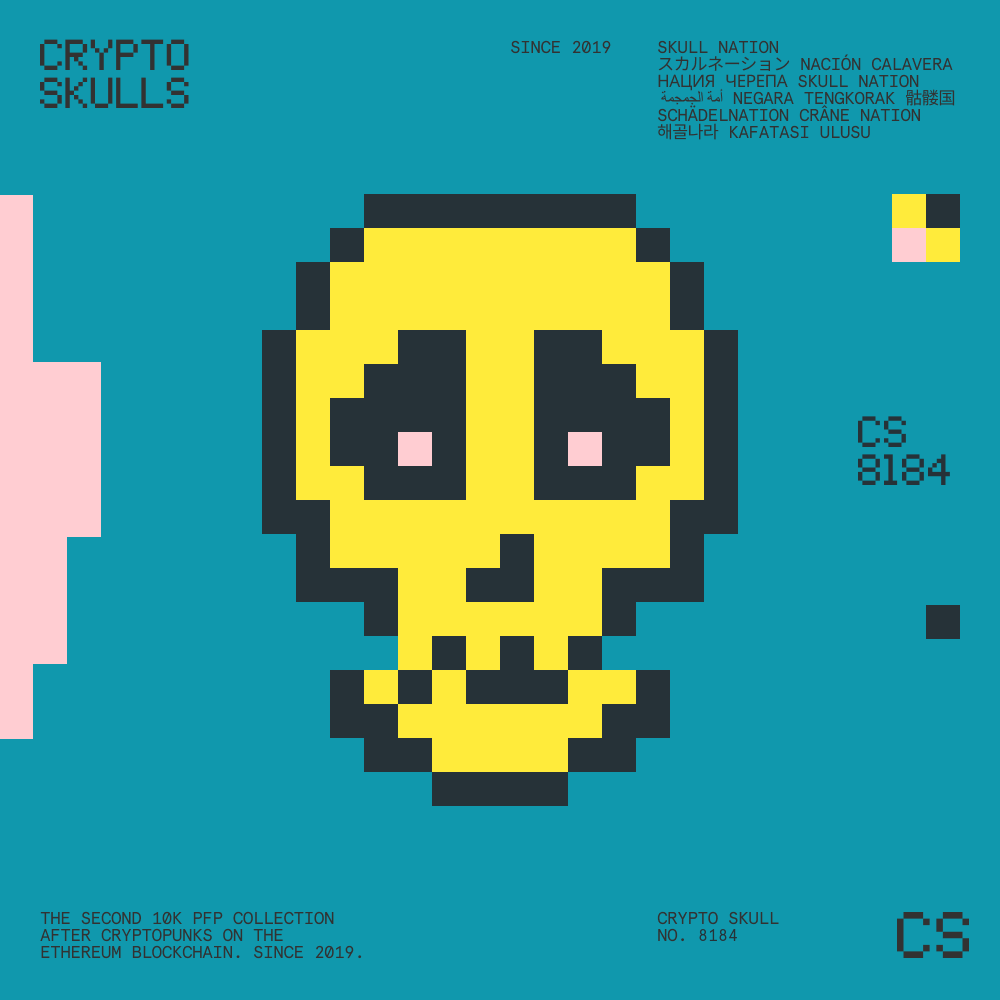 CRYPTO
SKULLS
SINCE 2019
SKULL NATION
スカルネーション NACIÓN CALAVERA
НАЦИЯ ЧЕРЕПА SKULL NATION
أمة الجمجمة NEGARA TENGKORAK 骷髅国
SCHÄDELNATION CRÂNE NATION
해골나라 KAFATASI ULUSU
CS
8184
THE SECOND 10K PFP COLLECTION
AFTER CRYPTOPUNKS ON THE
ETHEREUM BLOCKCHAIN. SINCE 2019.
CRYPTO SKULL
NO. 8184
CS